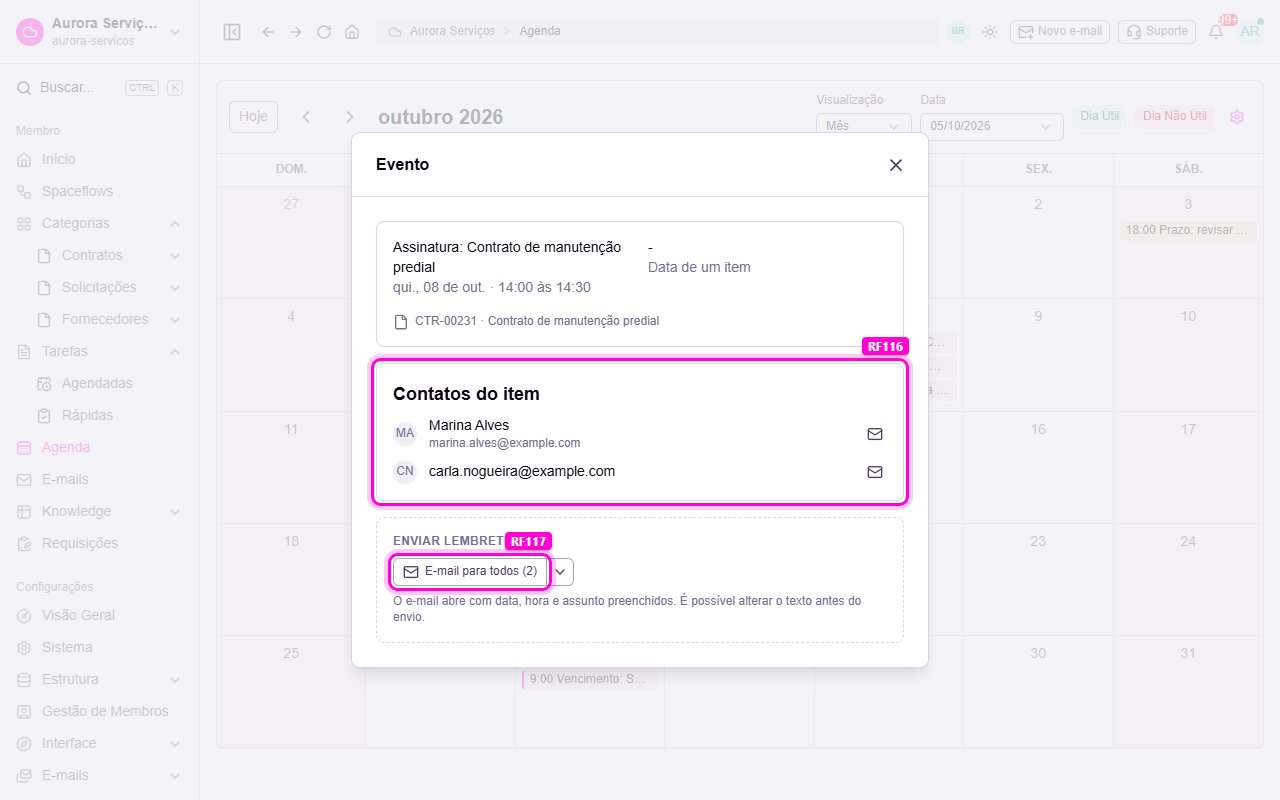 Aurora Serviç...
aurora-servicos
Aurora Serviços
Agenda
BR
Novo e-mail
Suporte
99+
AR
Buscar...
CTRL
K
Membro
Início
Spaceflows
Categorias
Contratos
Solicitações
Fornecedores
Tarefas
Agendadas
Rápidas
Agenda
E-mails
Knowledge
Requisições
Configurações
Visão Geral
Sistema
Estrutura
Gestão de Membros
Interface
E-mails
Hoje
outubro 2026
Visualização
Mês
Data
05/10/2026
Dia Útil
Dia Não Útil
DOM.
SEX.
SÁB.
27
2
3
18:00 Prazo: revisar ...
4
9
10
11
16
17
18
23
24
25
30
31
9:00 Vencimento: S...
Evento
Assinatura: Contrato de manutenção
predial
qui., 08 de out. · 14:00 às 14:30
-
Data de um item
CTR-00231 · Contrato de manutenção predial
RF116
Contatos do item
MA
Marina Alves
marina.alves@example.com
CN
carla.nogueira@example.com
ENVIAR LEMBRET
RF117
E-mail para todos (2)
O e-mail abre com data, hora e assunto preenchidos. É possível alterar o texto antes do
envio.